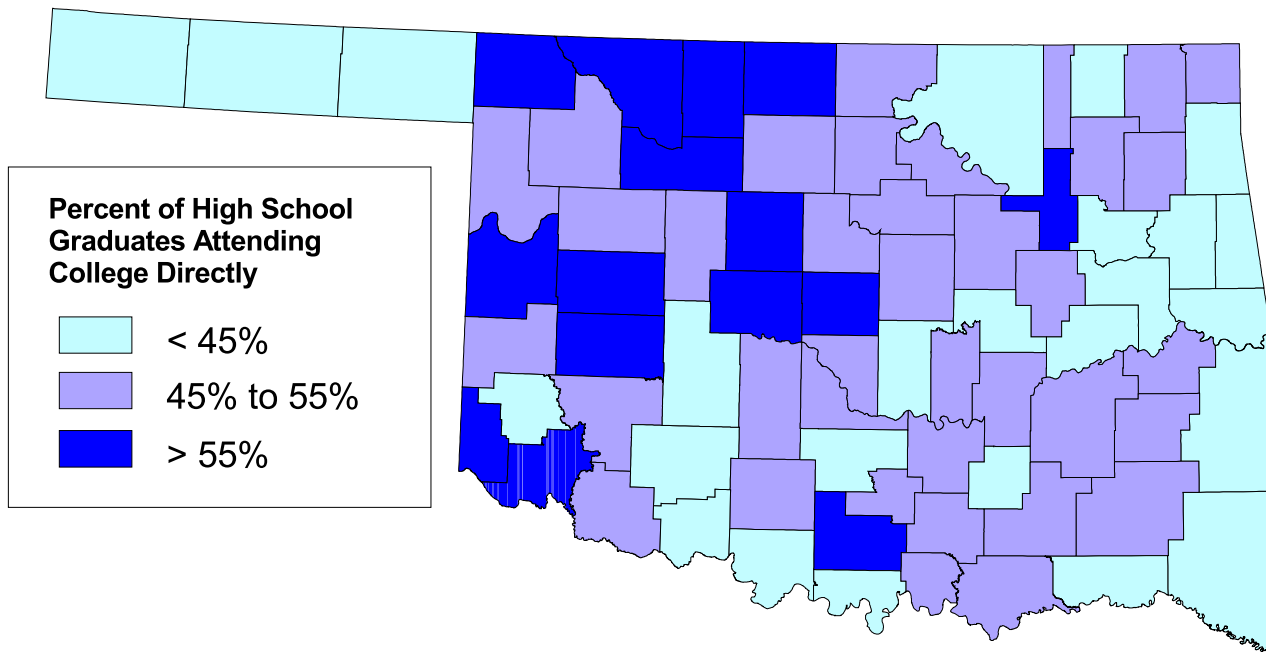 Percent of High School
Graduates Attending
College Directly
< 45%
45% to 55%
> 55%